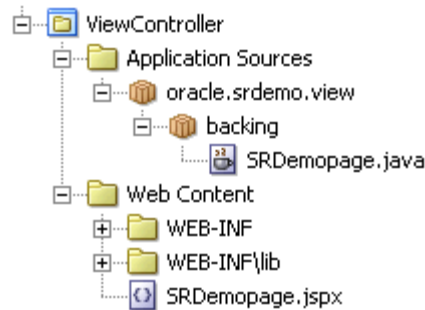 ViewController
Application Sources
oracle.srdemo.view
backing
SRDemopage.java
Web Content
WEB-INF
WEB-INF\lib
SRDemopage.jspx